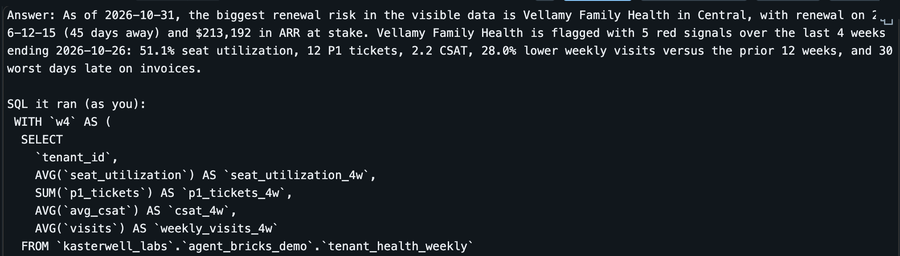 Answer: As of 2026-10-31, the biggest renewal risk in the visible data is Vellamy Family Health in Central, with renewal on 2
6-12-15 (45 days away) and $213,192 in ARR at stake. Vellamy Family Health is flagged with 5 red signals over the last 4 weeks
ending 2026-10-26: 51.1% seat utilization, 12 P1 tickets, 2.2 CSAT, 28.0% lower weekly visits versus the prior 12 weeks, and 30
worst days late on invoices.
SQL it ran (as you):
WITH `w4` AS (
SELECT
`tenant_id`,
AVG(`seat_utilization`) AS `seat_utilization_4w`,
SUM(`p1_tickets`) AS `p1_tickets_4w`,
AVG(`avg_csat`) AS `csat_4w`,
AVG(`visits`) AS `weekly_visits_4w`
FROM `kasterwell_labs`.`agent_bricks_demo`.`tenant_health_weekly`